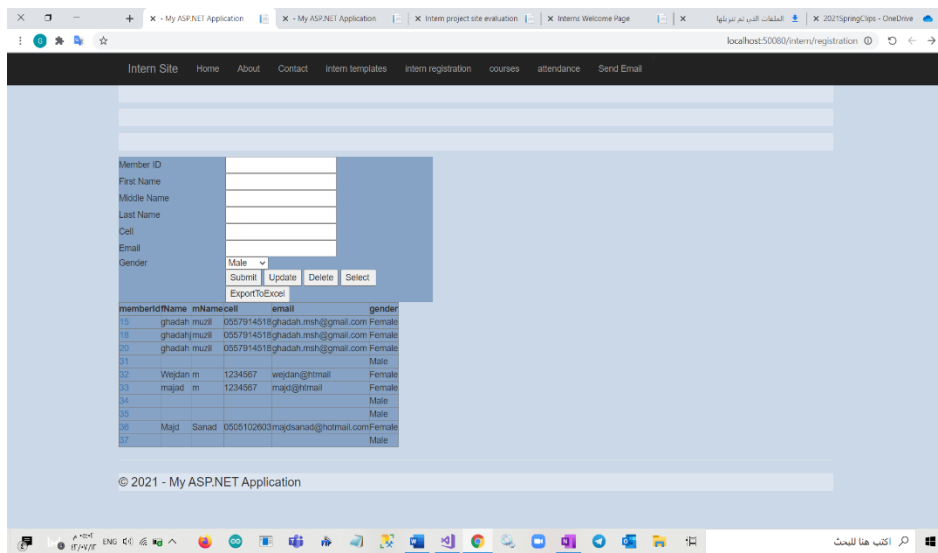 x - My ASP.NET Application
x - My ASP.NET Application
x Intern project site evaluation
x Interns Welcome Page
x
الملفات التي تم تنزيلها
x 2021SpringClips - OneDrive
G
localhost:50080/intern/registration
Intern Site Home About Contact intern templates intern registration courses attendance Send Email
Member ID
First Name
Middle Name
Last Name
Cell
Email
Gender Male
Submit Update Delete Select
ExportToExcel
memberId fName mName cell email gender
15 ghadah muzil 0557914518 ghadah.msh@gmail.com Female
18 ghadahj muzil 0557914518 ghadah.msh@gmail.com Female
20 ghadah muzil 0557914518 ghadah.msh@gmail.com Female
31 Male
32 Wejdan m 1234567 wejdan@htmail Female
33 majad m 1234567 majd@htmail Female
34 Male
35 Male
36 Majd Sanad 0505102603 majdsanad@hotmail.com Female
37 Male
© 2021 - My ASP.NET Application
ENG
اكتب هنا للبحث